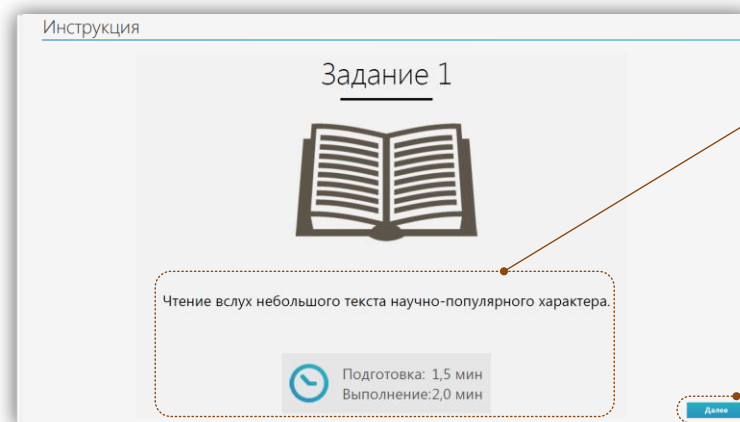 Инструкция
Задание 1
Чтение вслух небольшого текста научно-популярного характера.
Подготовка: 1,5 мин
Выполнение:2,0 мин
Далее